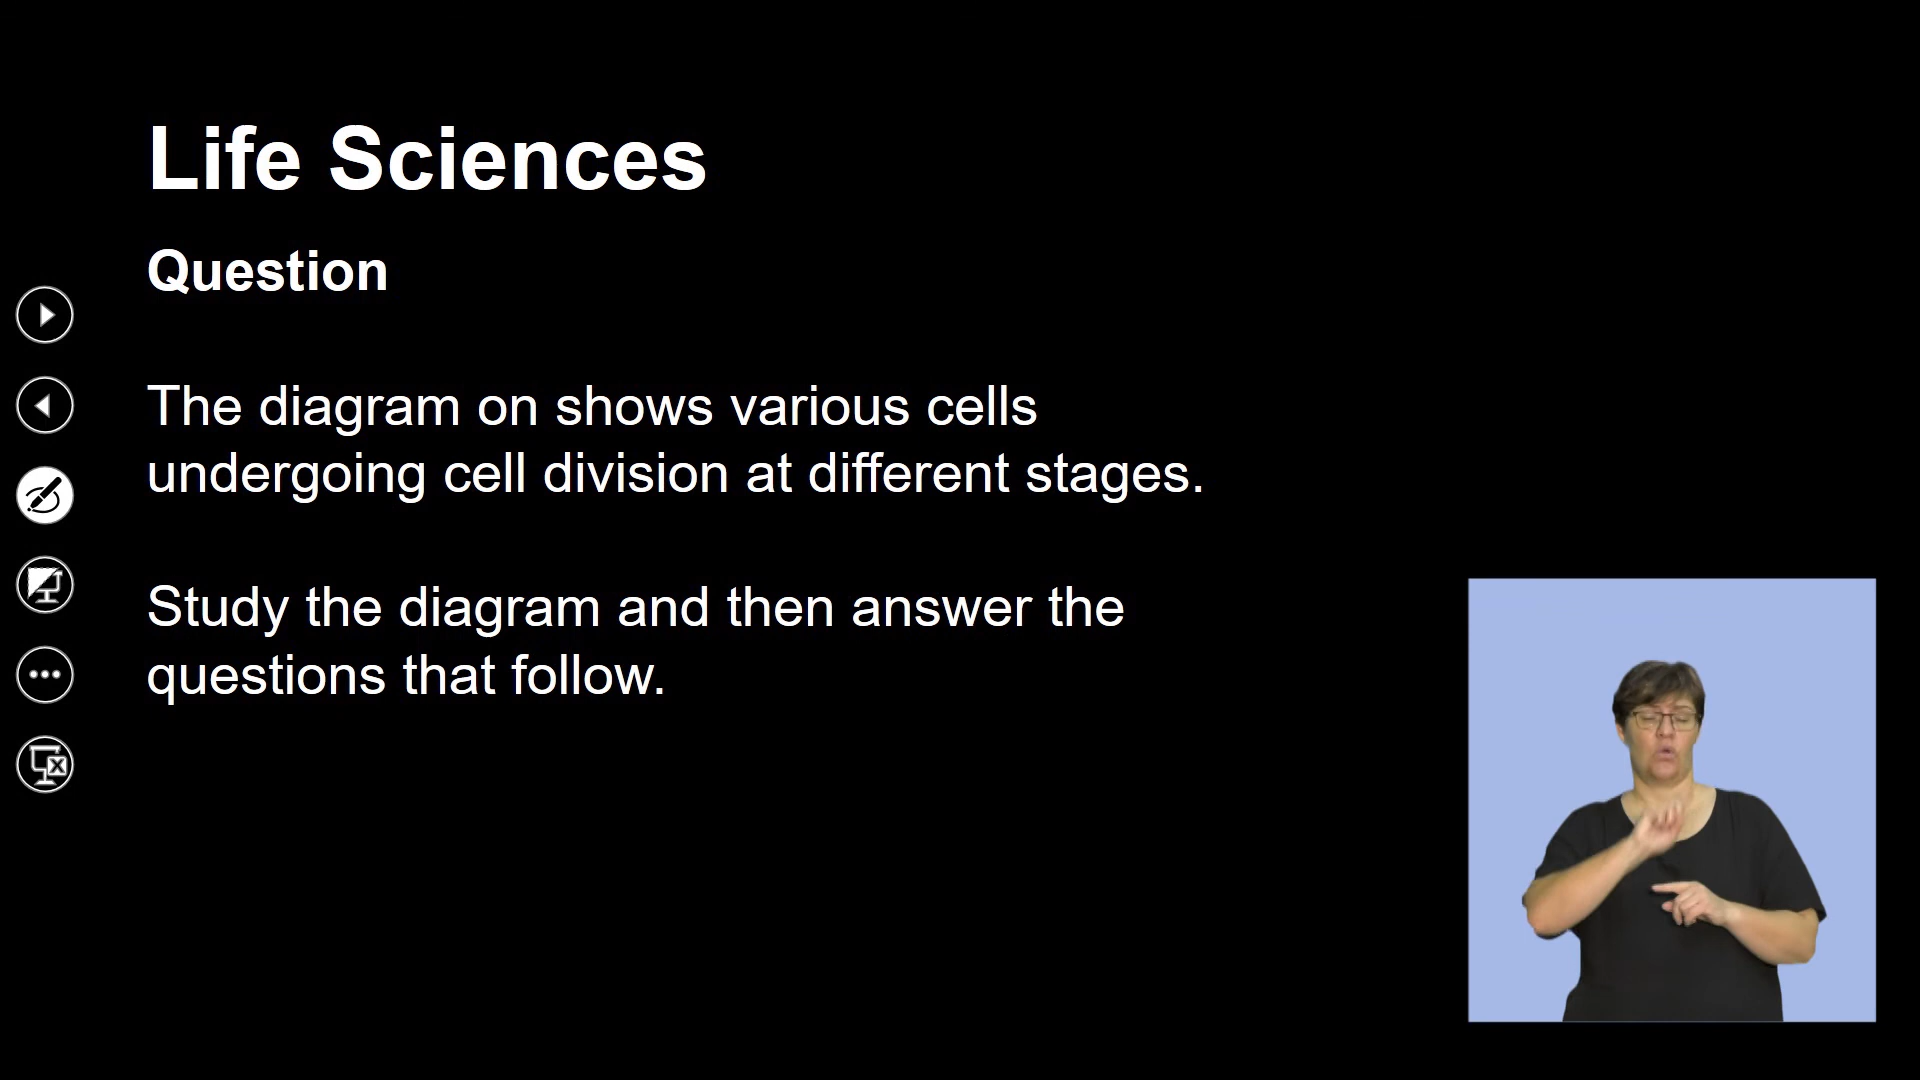 Life Sciences
Question
The diagram on shows various cells
undergoing cell division at different stages.
Study the diagram and then answer the
questions that follow.